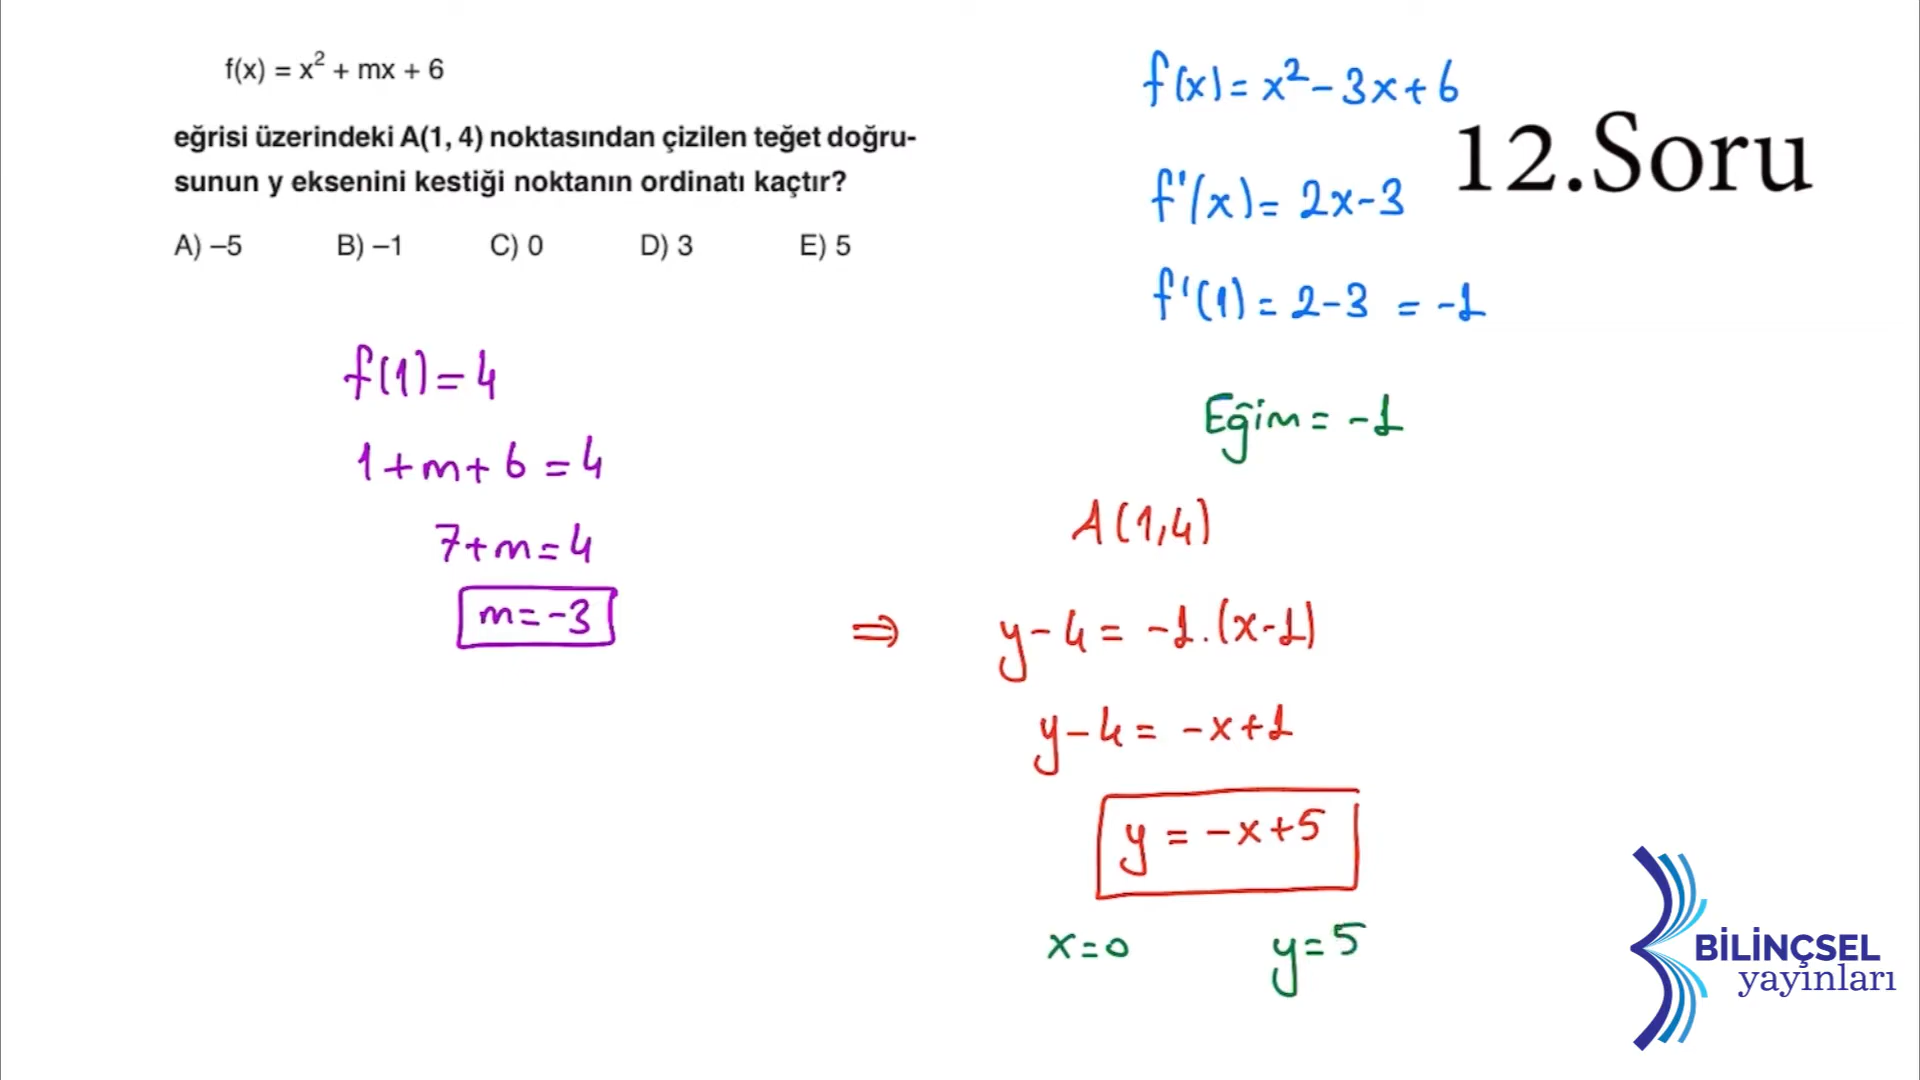 f(x) = x² + mx + 6
eğrisi üzerindeki A(1, 4) noktasından çizilen teğet doğru-
sunun y eksenini kestiği noktanın ordinatı kaçtır?
A) –5 B) –1 C) 0 D) 3 E) 5
f(1) = 4
1+m+6 = 4
7+m=4
m=-3
f(x) = x² - 3x + 6
12.Soru
f'(x) = 2x-3
f'(1) = 2-3 = -1
Eğim = -1
A(1,4)
⇒ y-4 = -1.(x-1)
y-4 = -x+1
y = -x+5
x=0 y=5
BİLİNÇSEL
yayınları